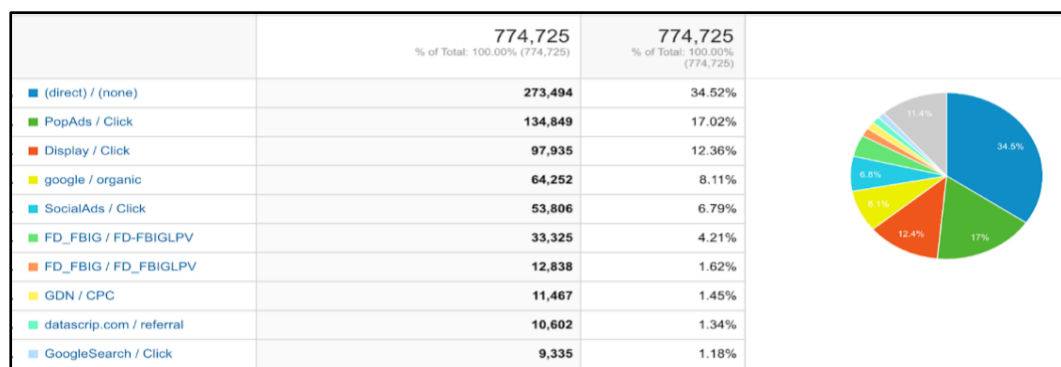 774,725 774,725
% of Total: 100.00% (774,725) % of Total: 100.00%
(774,725)
(direct) / (none) 273,494 34.52%
PopAds / Click 134,849 17.02%
Display / Click 97,935 12.36%
google / organic 64,252 8.11%
SocialAds / Click 53,806 6.79%
FD_FBIG / FD-FBIGLPV 33,325 4.21%
FD_FBIG / FD_FBIGLPV 12,838 1.62%
GDN / CPC 11,467 1.45%
datascrip.com / referral 10,602 1.34%
GoogleSearch / Click 9,335 1.18%
11.4%
34.5%
6.8%
8.1%
12.4%
17%